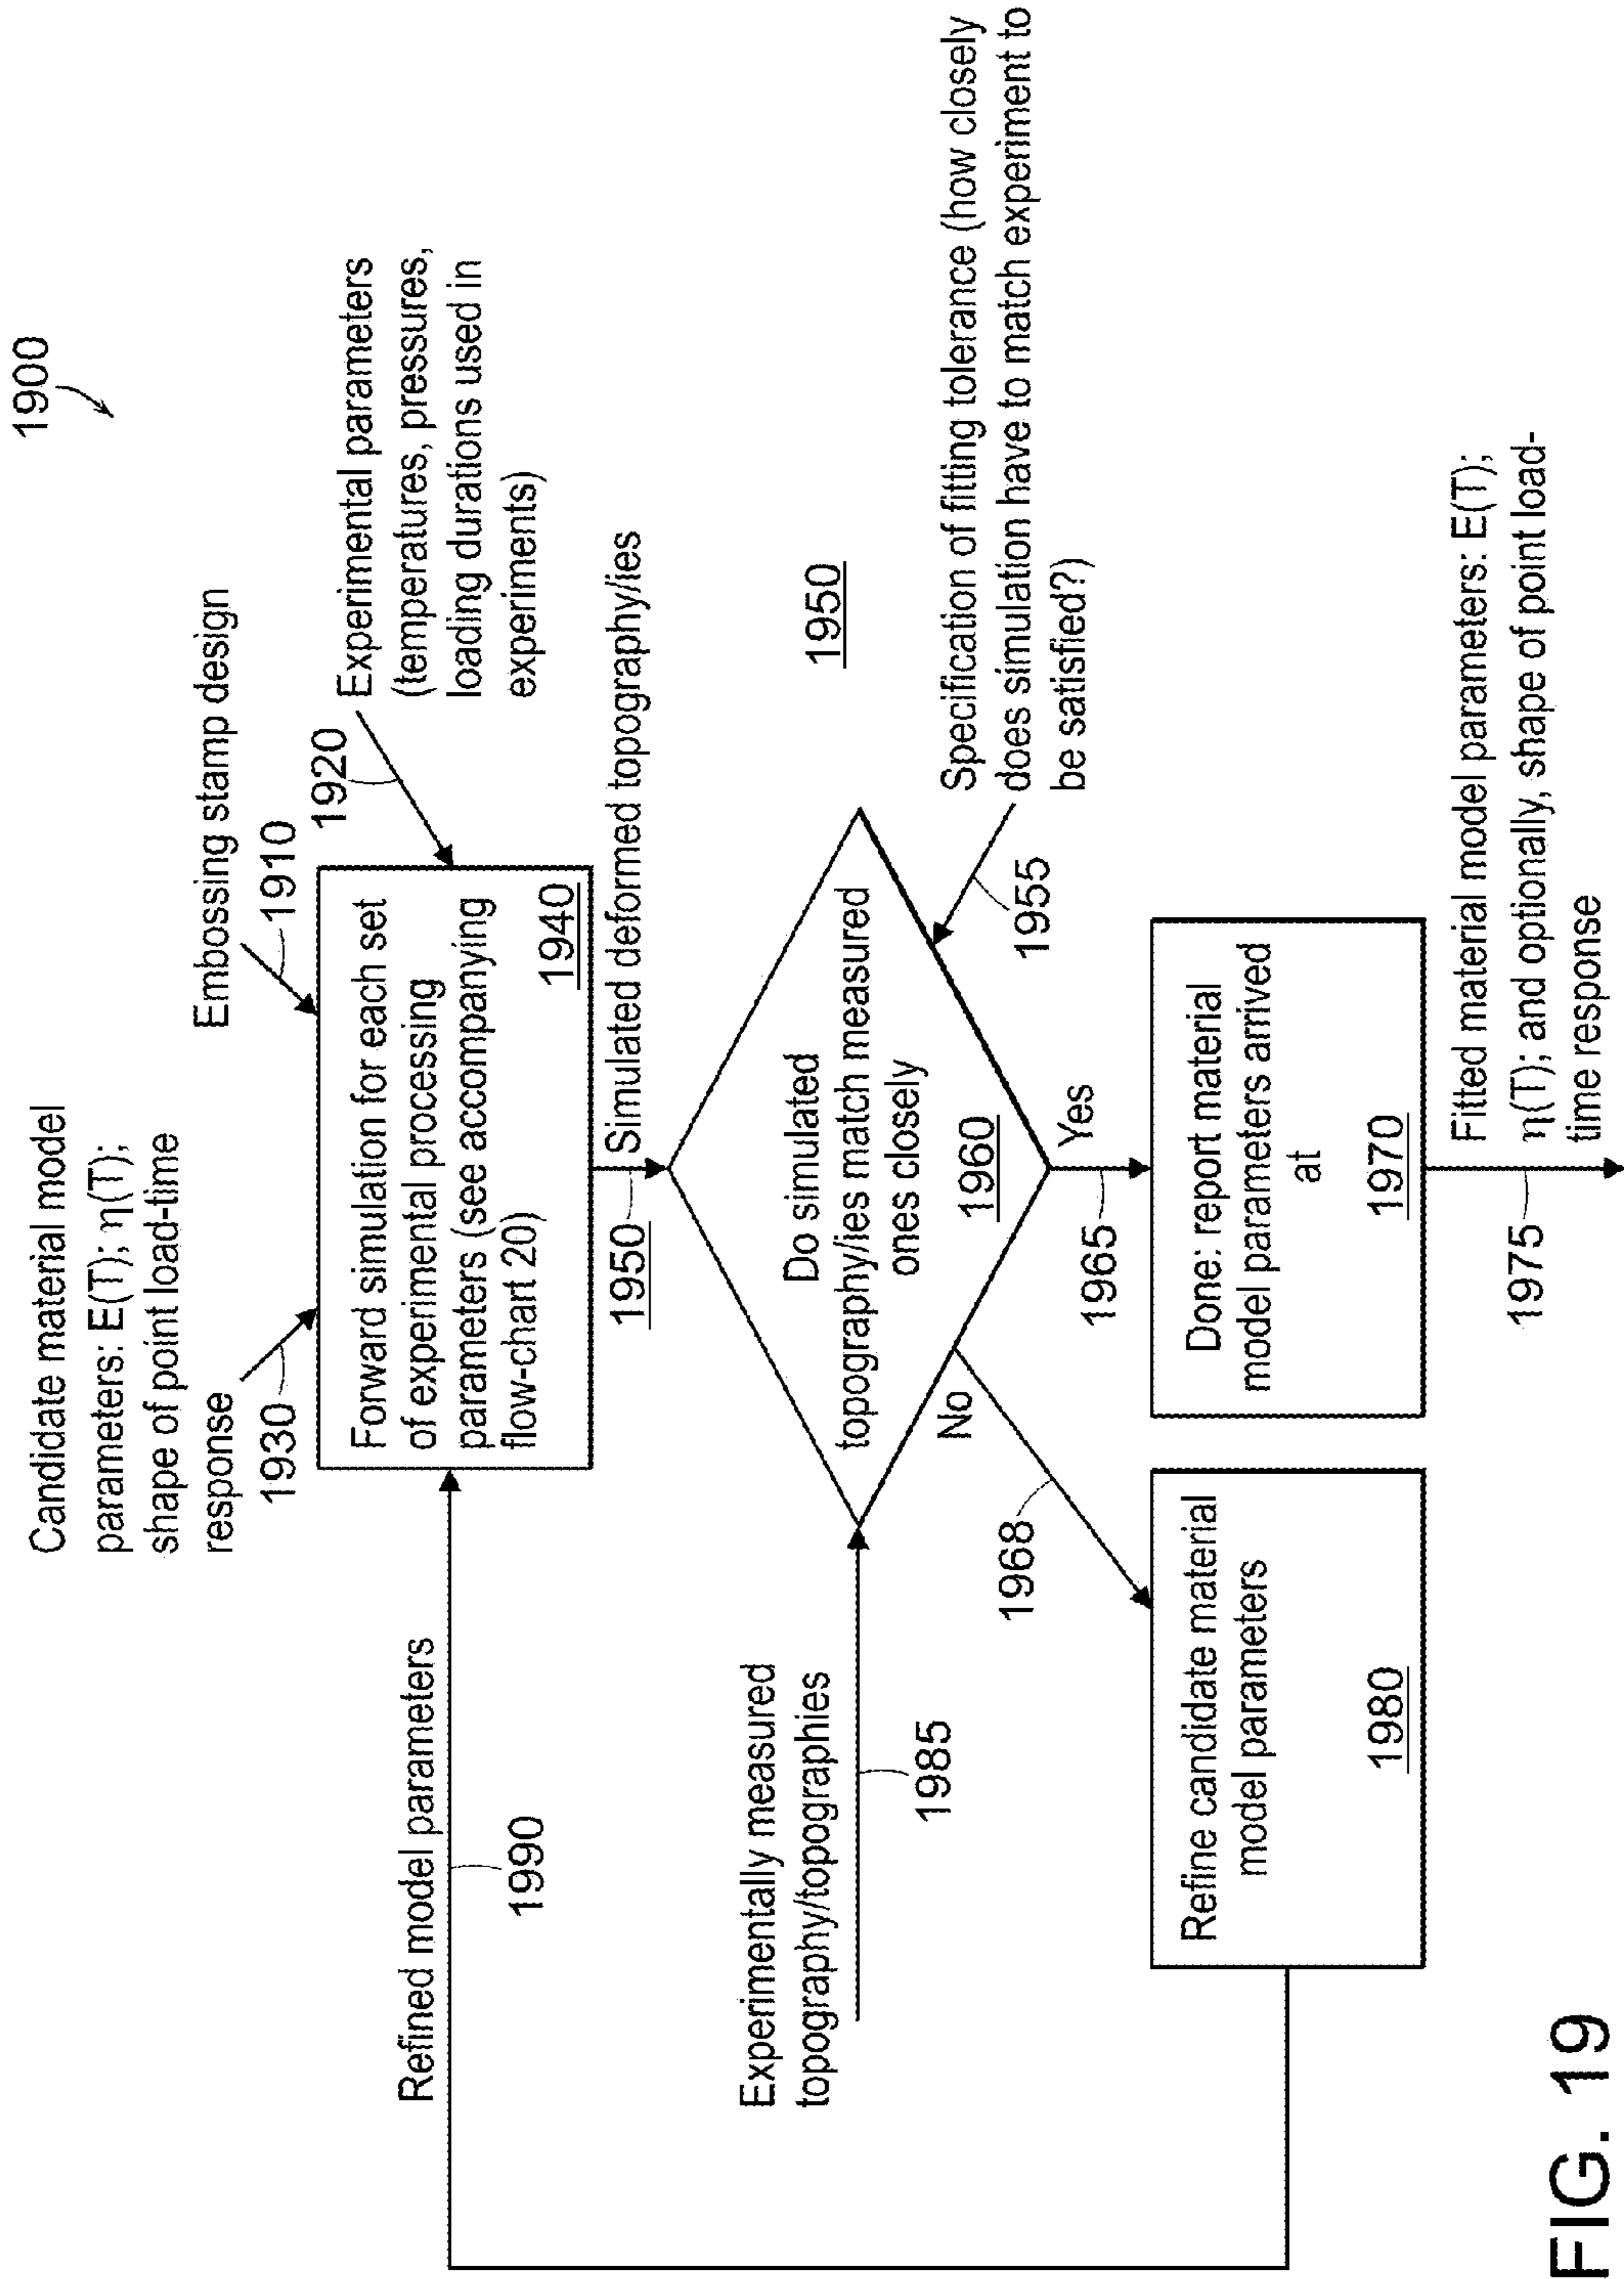 1900
Candidate material model
parameters: E(T); η(T);
shape of point load-time
response
1930
Embossing stamp design
1910
1920
Experimental parameters
(temperatures, pressures,
loading durations used in
experiments)
Forward simulation for each set
of experimental processing
parameters (see accompanying
flow-chart 20)
1940
Refined model parameters
1990
1950
Simulated deformed topography/ies
1950
Experimentally measured
topography/topographies
1985
Do simulated
topography/ies match measured
ones closely
1960
Specification of fitting tolerance (how closely
does simulation have to match experiment to
be satisfied?)
1955
No
1968
Yes
1965
Refine candidate material
model parameters
1980
Done: report material
model parameters arrived
at
1970
1975
Fitted material model parameters: E(T);
η(T); and optionally, shape of point load-
time response
FIG. 19